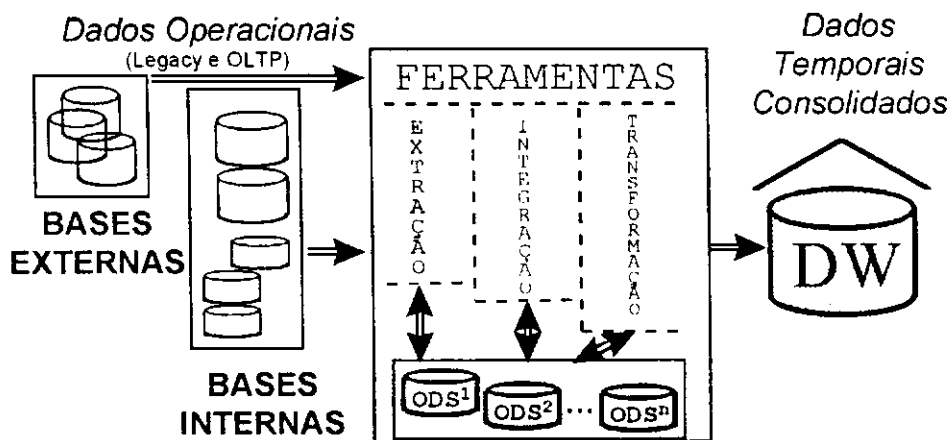 Dados Operacionais
(Legacy e OLTP)
BASES
EXTERNAS
BASES
INTERNAS
FERRAMENTAS
EXTRAÇÃO
INTEGRAÇÃO
TRANSFORMAÇÃO
ODS¹
ODS²
...
ODSⁿ
Dados
Temporais
Consolidados
DW